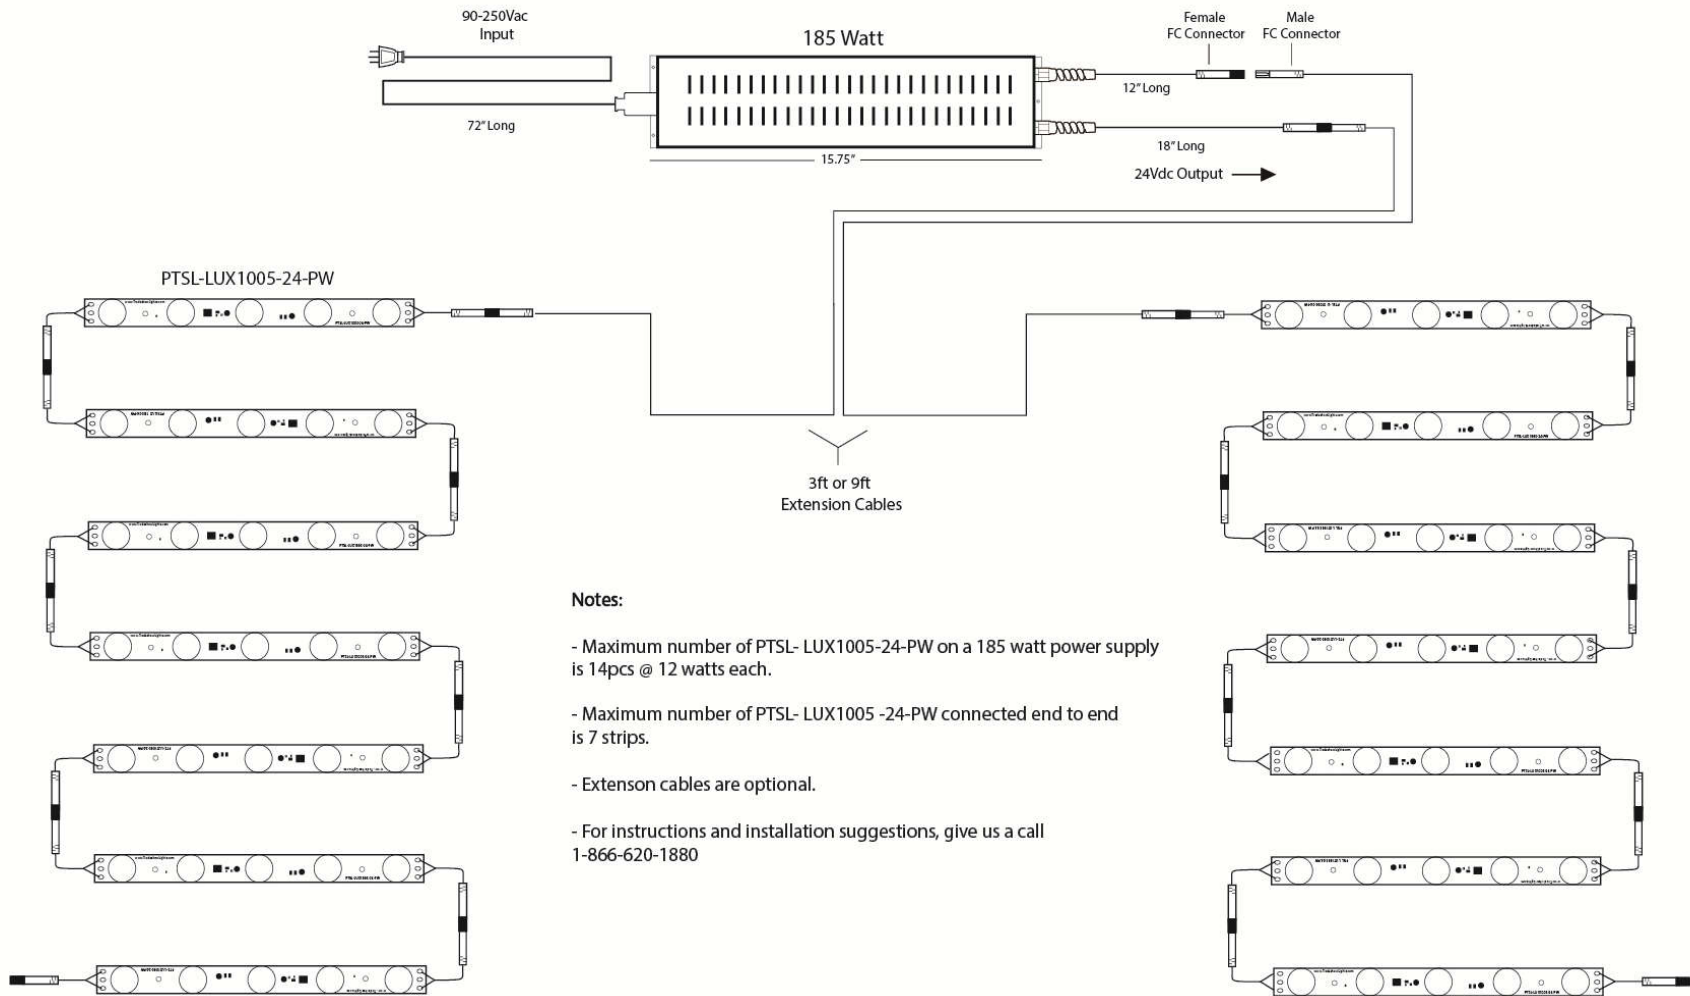 90-250Vac
Input
185 Watt
Female
FC Connector
Male
FC Connector
12" Long
72" Long
18" Long
15.75"
24Vdc Output
PTSL-LUX1005-24-PW
3ft or 9ft
Extension Cables
Notes:
- Maximum number of PTSL- LUX1005-24-PW on a 185 watt power supply
is 14pcs @ 12 watts each.
- Maximum number of PTSL- LUX1005 -24-PW connected end to end
is 7 strips.
- Extenson cables are optional.
- For instructions and installation suggestions, give us a call
1-866-620-1880